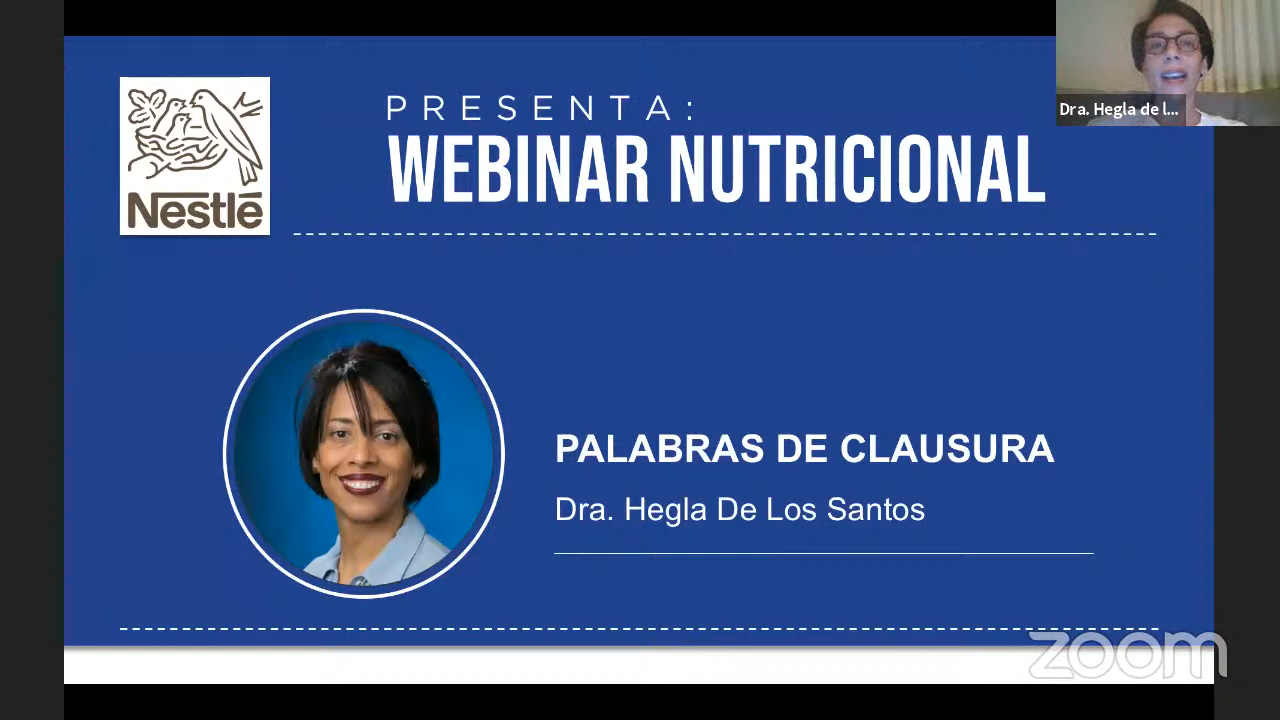 Nestlé
PRESENTA:
WEBINAR NUTRICIONAL
Dra. Hegla de l...
PALABRAS DE CLAUSURA
Dra. Hegla De Los Santos
zoom